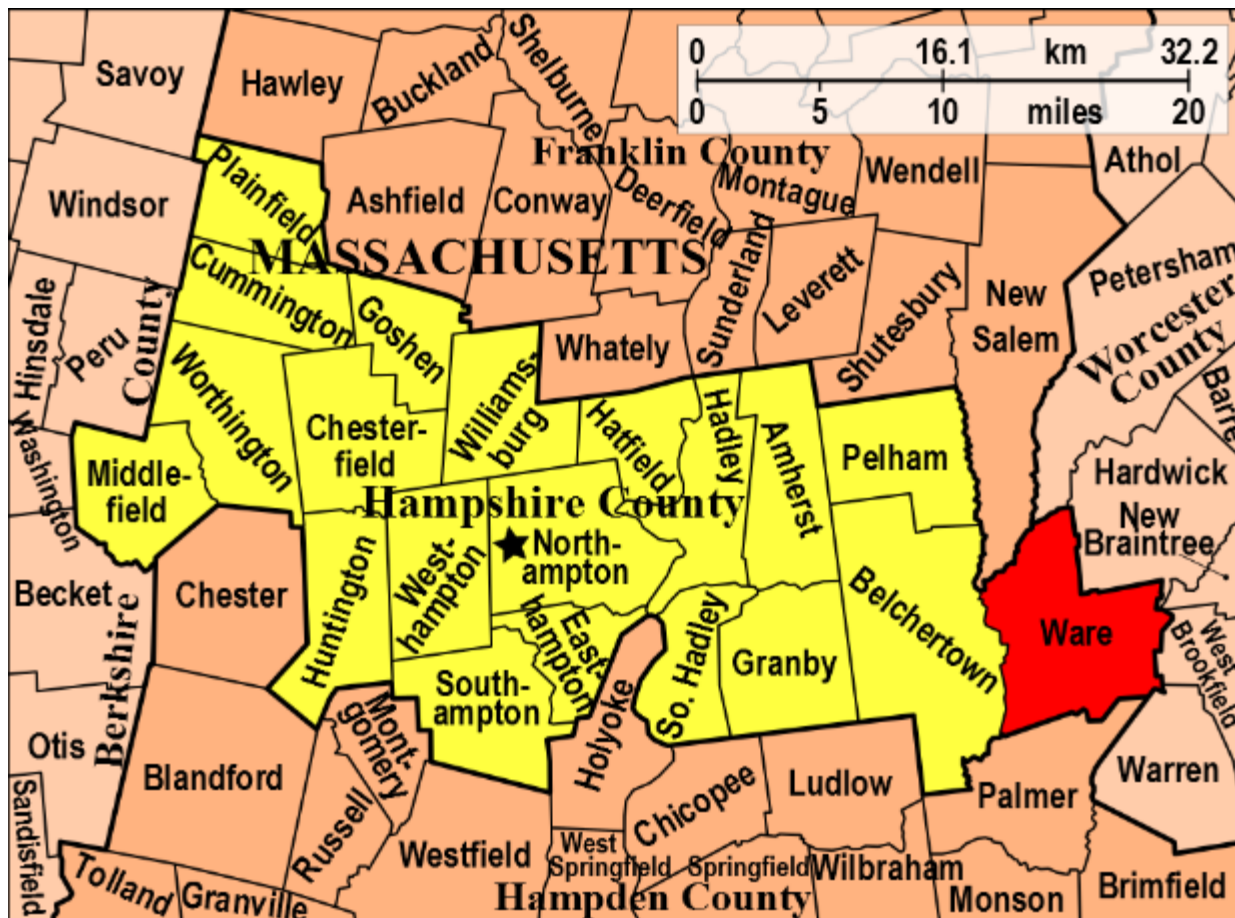 0 16.1 km 32.2
0 5 10 miles 20
Savoy
Hawley
Buckland
Shelburne
Franklin County
Athol
Windsor
Plainfield
Ashfield
Conway
Deerfield
Montague
Wendell
MASSACHUSETTS
Cummington
Goshen
Sunderland
Leverett
Shutesbury
New
Salem
Petersham
Worcester
County
Hinsdale
Peru
County
Whately
Barre
Washington
Middle-
field
Worthington
Chester-
field
Williams-
burg
Hatfield
Hadley
Amherst
Pelham
Hardwick
New
Braintree
Hampshire County
Becket
Chester
Huntington
West-
hampton
North-
ampton
East-
hampton
Belchertown
Ware
West
Brookfield
Berkshire
South-
ampton
So. Hadley
Granby
Otis
Blandford
Mont-
gomery
Holyoke
Chicopee
Ludlow
Palmer
Warren
Sandisfield
Russell
Westfield
West
Springfield
Springfield
Wilbraham
Tolland
Granville
Hampden County
Monson
Brimfield